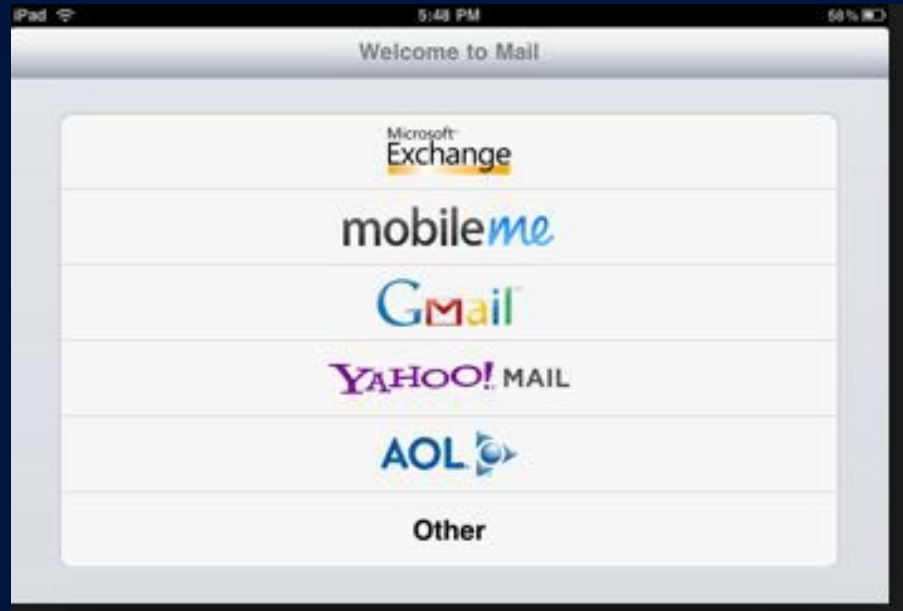 iPad 5:48 PM 58%
Welcome to Mail
Microsoft
Exchange
mobileme
Gmail
YAHOO! MAIL
AOL
Other